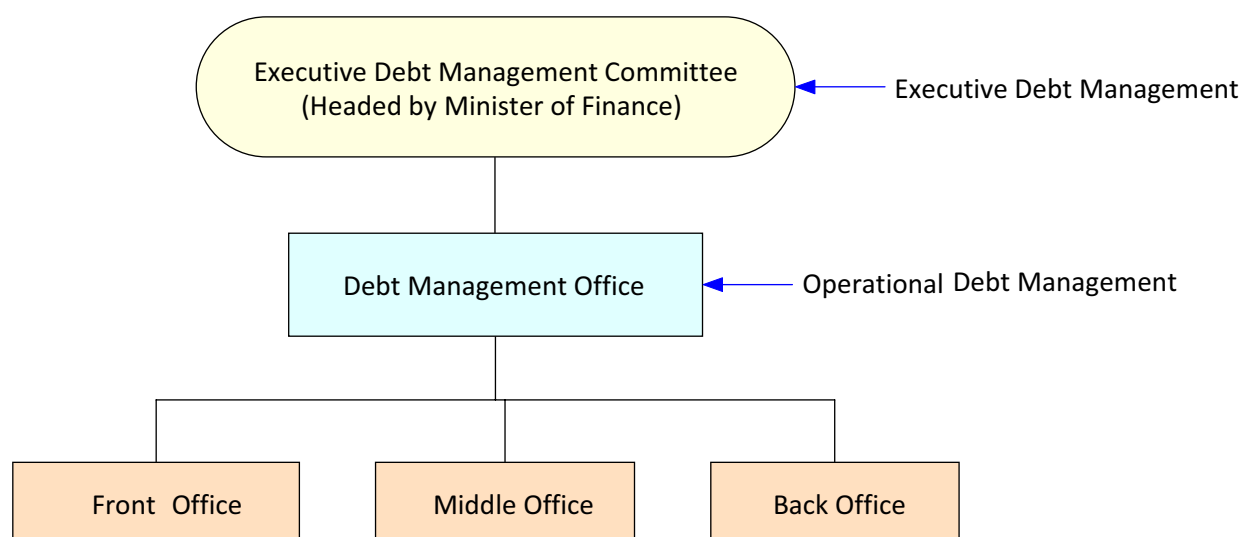 Executive Debt Management Committee
(Headed by Minister of Finance)
Executive Debt Management
Debt Management Office
Operational Debt Management
Front Office
Middle Office
Back Office